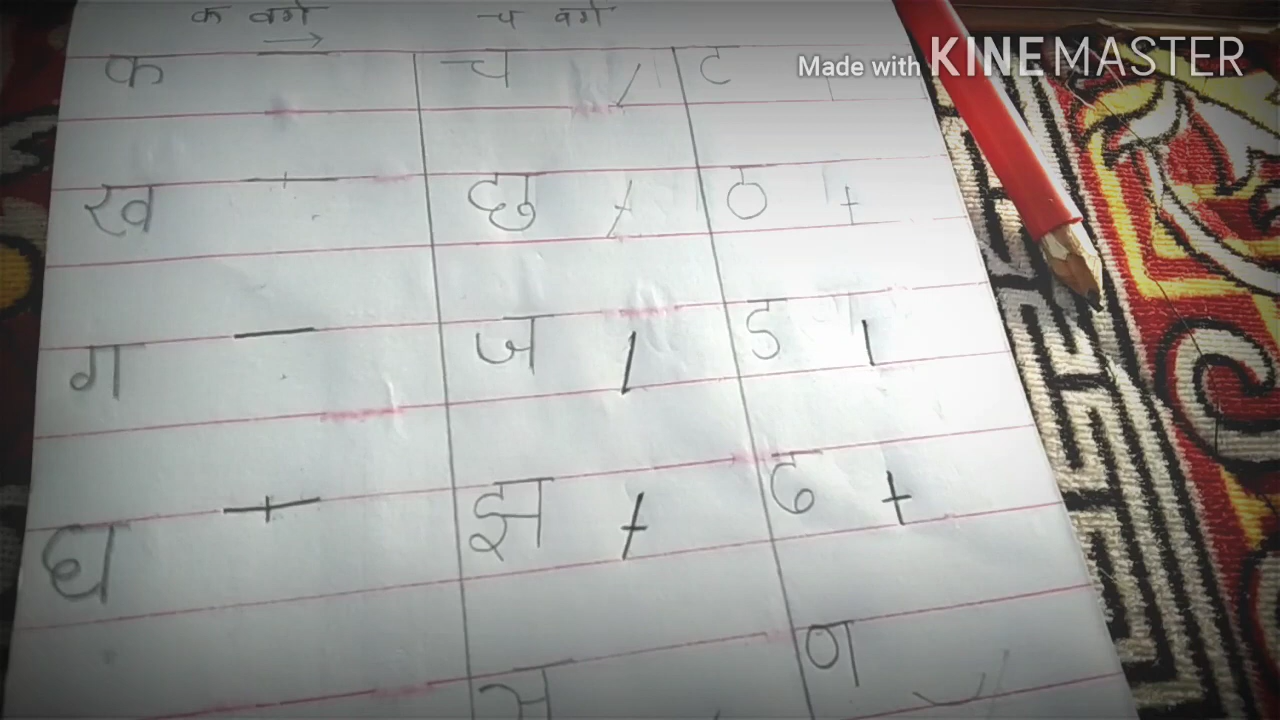 क वर्ग च वर्ग
Made with KINEMASTER
क च ट
ख छ ठ
ग ज ड
घ झ ढ
ण